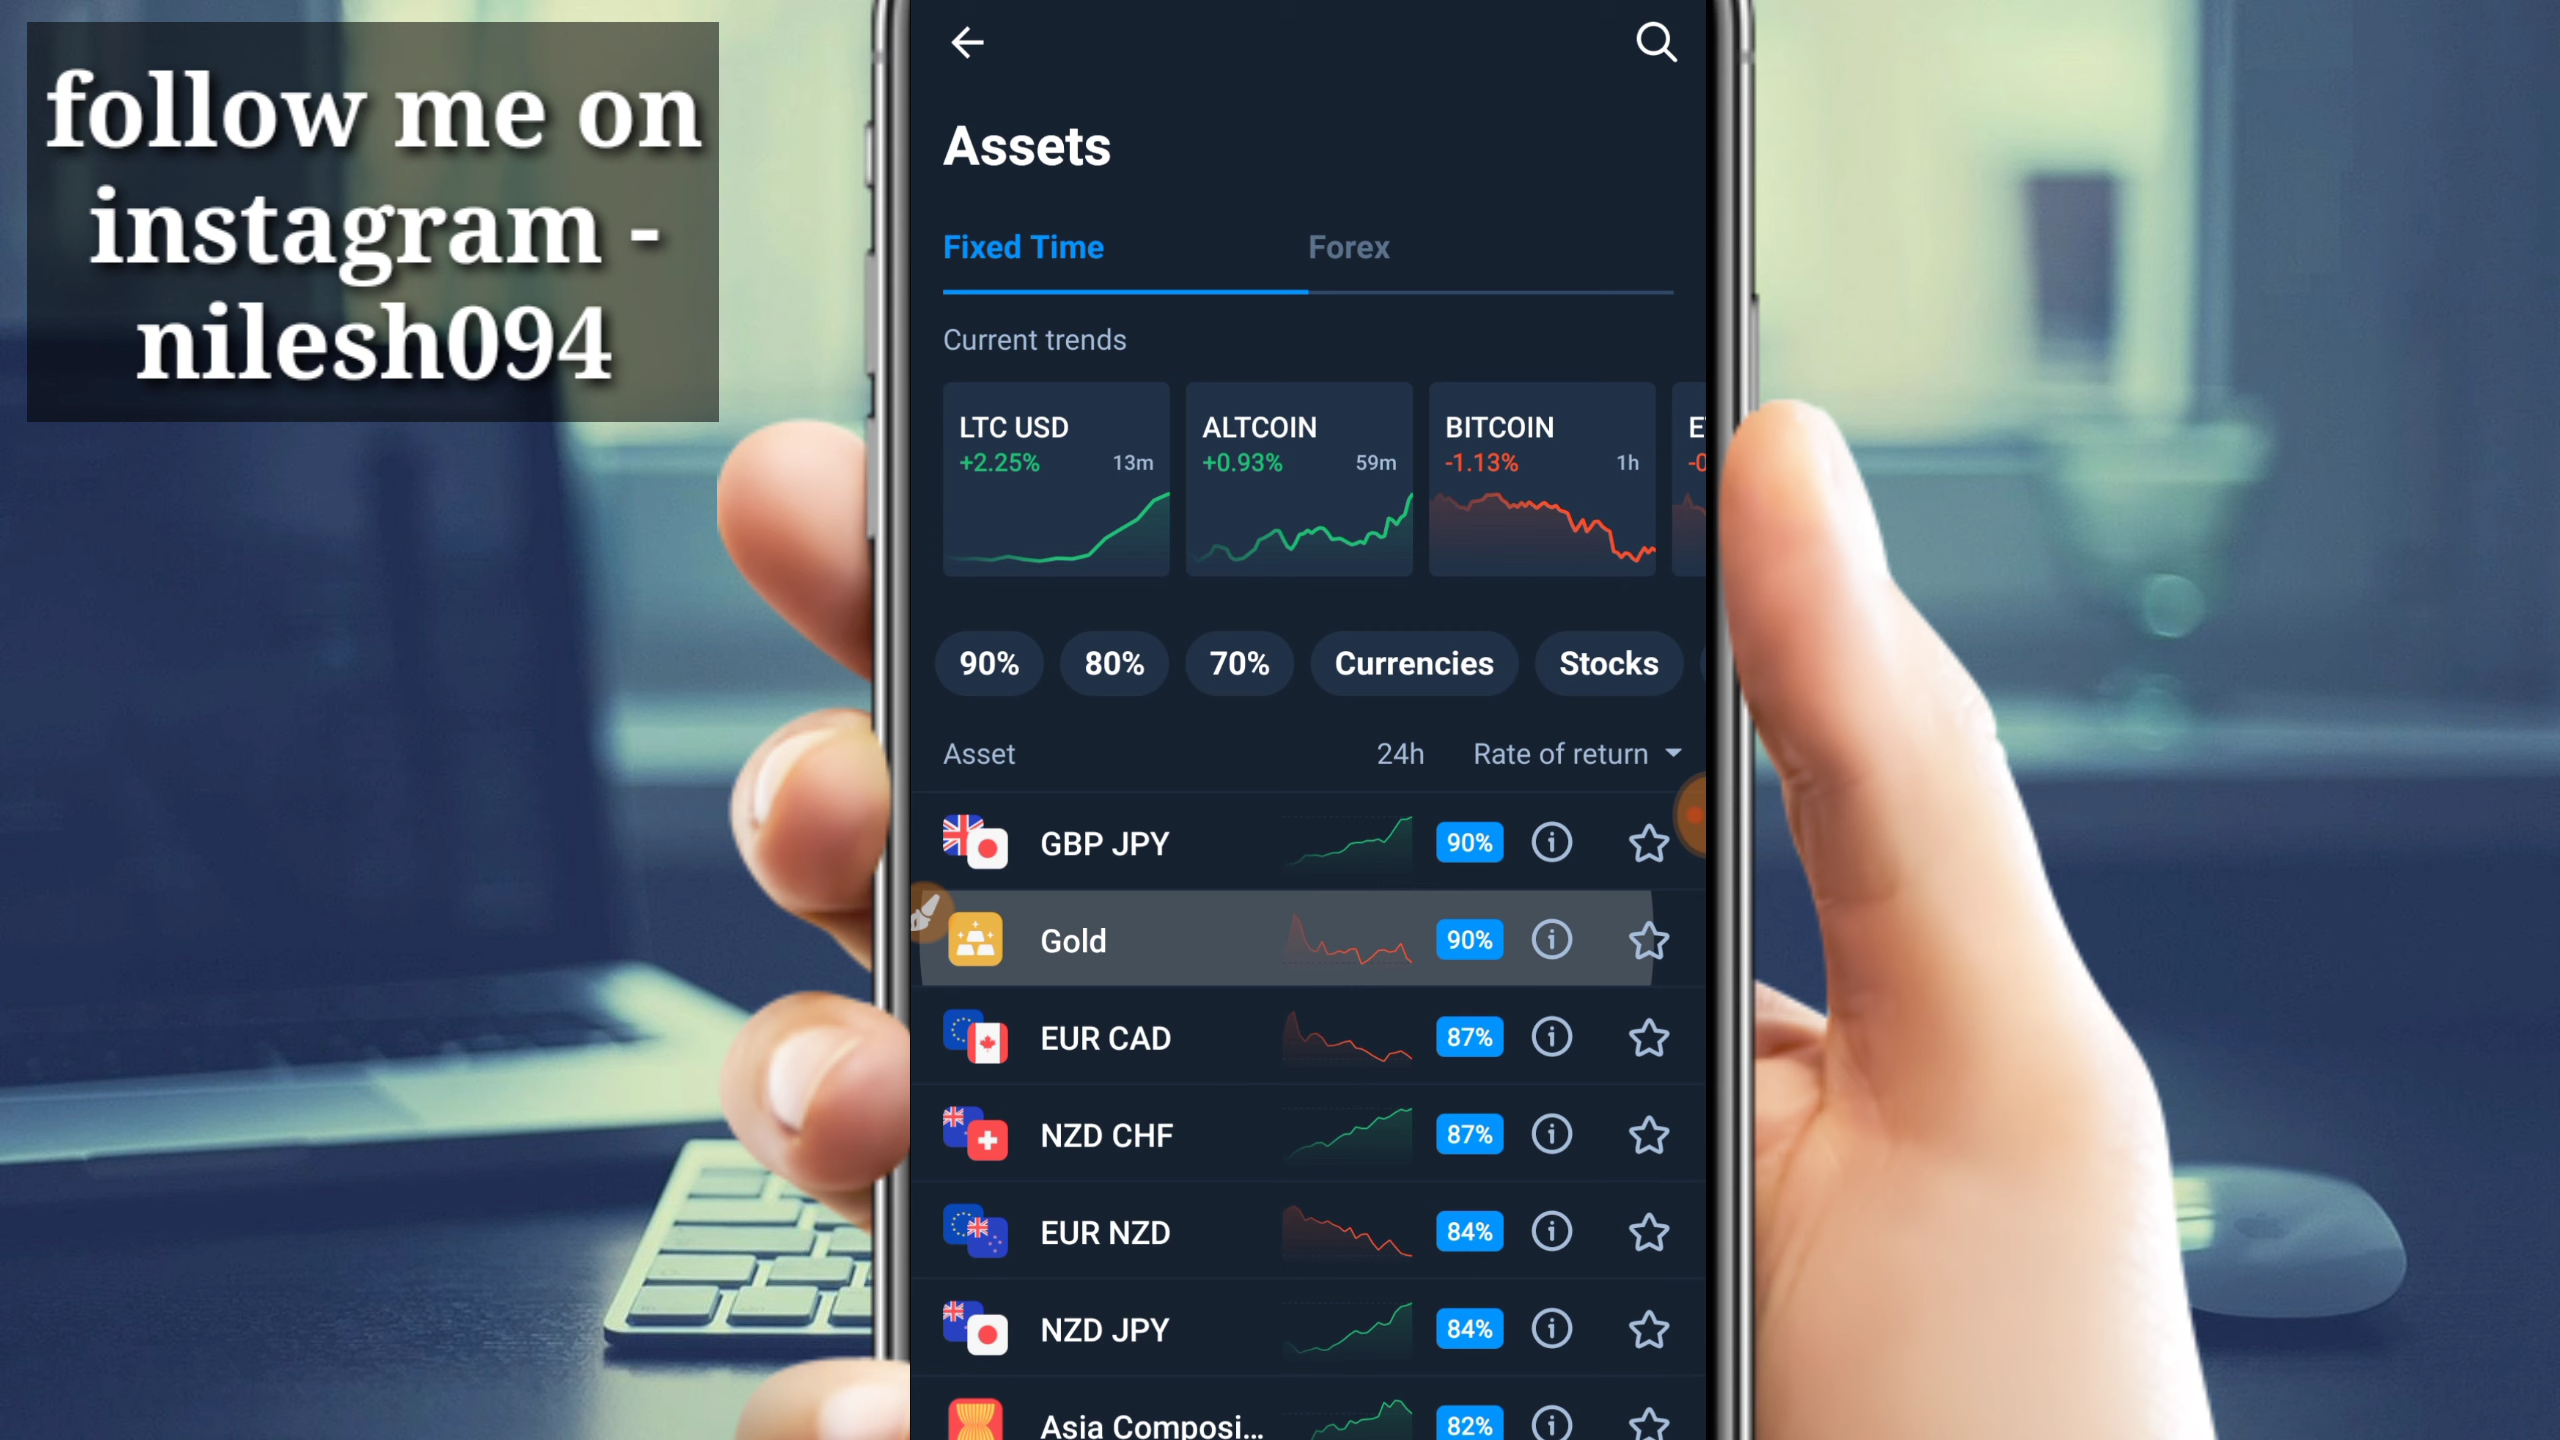 follow me on
instagram -
nilesh094
Assets
Fixed Time Forex
Current trends
LTC USD ALTCOIN BITCOIN
+2.25% 13m +0.93% 59m -1.13% 1h
90% 80% 70% Currencies Stocks
Asset 24h Rate of return
GBP JPY 90%
Gold 90%
EUR CAD 87%
NZD CHF 87%
EUR NZD 84%
NZD JPY 84%
Asia Composi... 82%